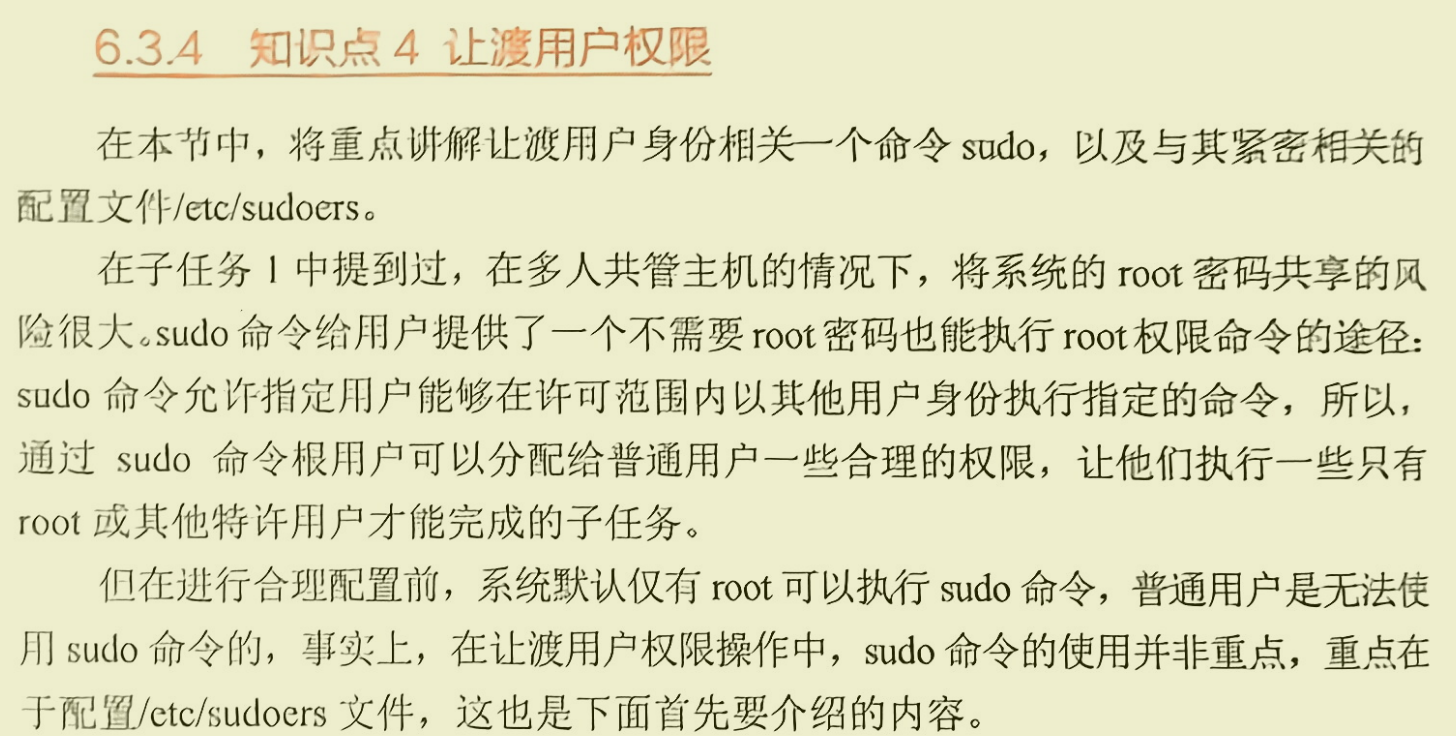 6.3.4 知识点 4 让渡用户权限
在本节中，将重点讲解让渡用户身份相关一个命令 sudo，以及与其紧密相关的
配置文件/etc/sudoers。
在子任务 1 中提到过，在多人共管主机的情况下，将系统的 root 密码共享的风
险很大。sudo 命令给用户提供了一个不需要 root 密码也能执行 root 权限命令的途径：
sudo 命令允许指定用户能够在许可范围内以其他用户身份执行指定的命令，所以，
通过 sudo 命令根用户可以分配给普通用户一些合理的权限，让他们执行一些只有
root 或其他特许用户才能完成的子任务。
但在进行合理配置前，系统默认仅有 root 可以执行 sudo 命令，普通用户是无法使
用 sudo 命令的，事实上，在让渡用户权限操作中，sudo 命令的使用并非重点，重点在
于配置/etc/sudoers 文件，这也是下面首先要介绍的内容。